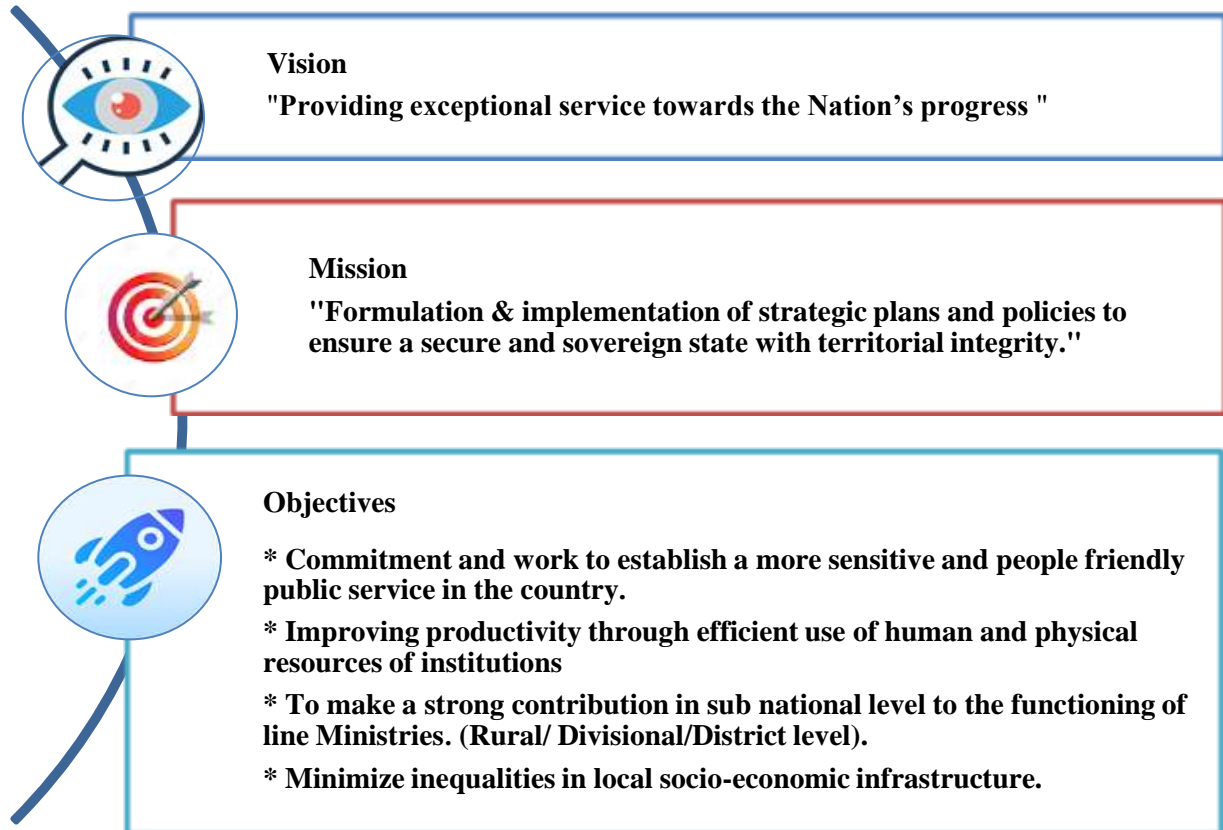 Vision
"Providing exceptional service towards the Nation’s progress "
Mission
"Formulation & implementation of strategic plans and policies to
ensure a secure and sovereign state with territorial integrity."
Objectives
* Commitment and work to establish a more sensitive and people friendly
public service in the country.
* Improving productivity through efficient use of human and physical
resources of institutions
* To make a strong contribution in sub national level to the functioning of
line Ministries. (Rural/ Divisional/District level).
* Minimize inequalities in local socio-economic infrastructure.